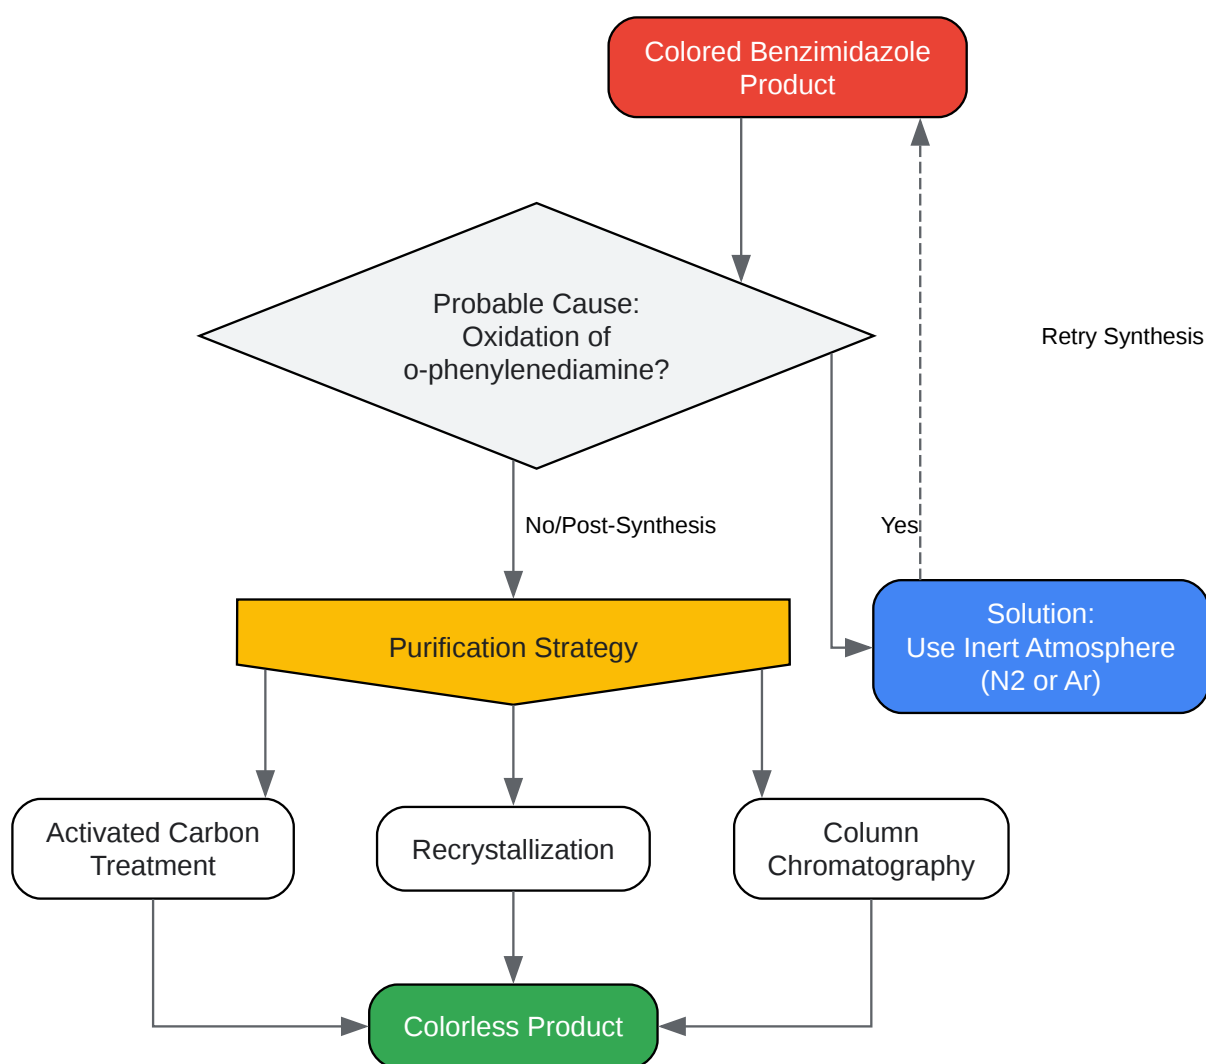 Colored Benzimidazole
Product
Probable Cause:
Oxidation of
o-phenylenediamine?
Retry Synthesis
No/Post-Synthesis
Yes
Solution:
Use Inert Atmosphere
(N2 or Ar)
Purification Strategy
Activated Carbon
Treatment
Recrystallization
Column
Chromatography
Colorless Product